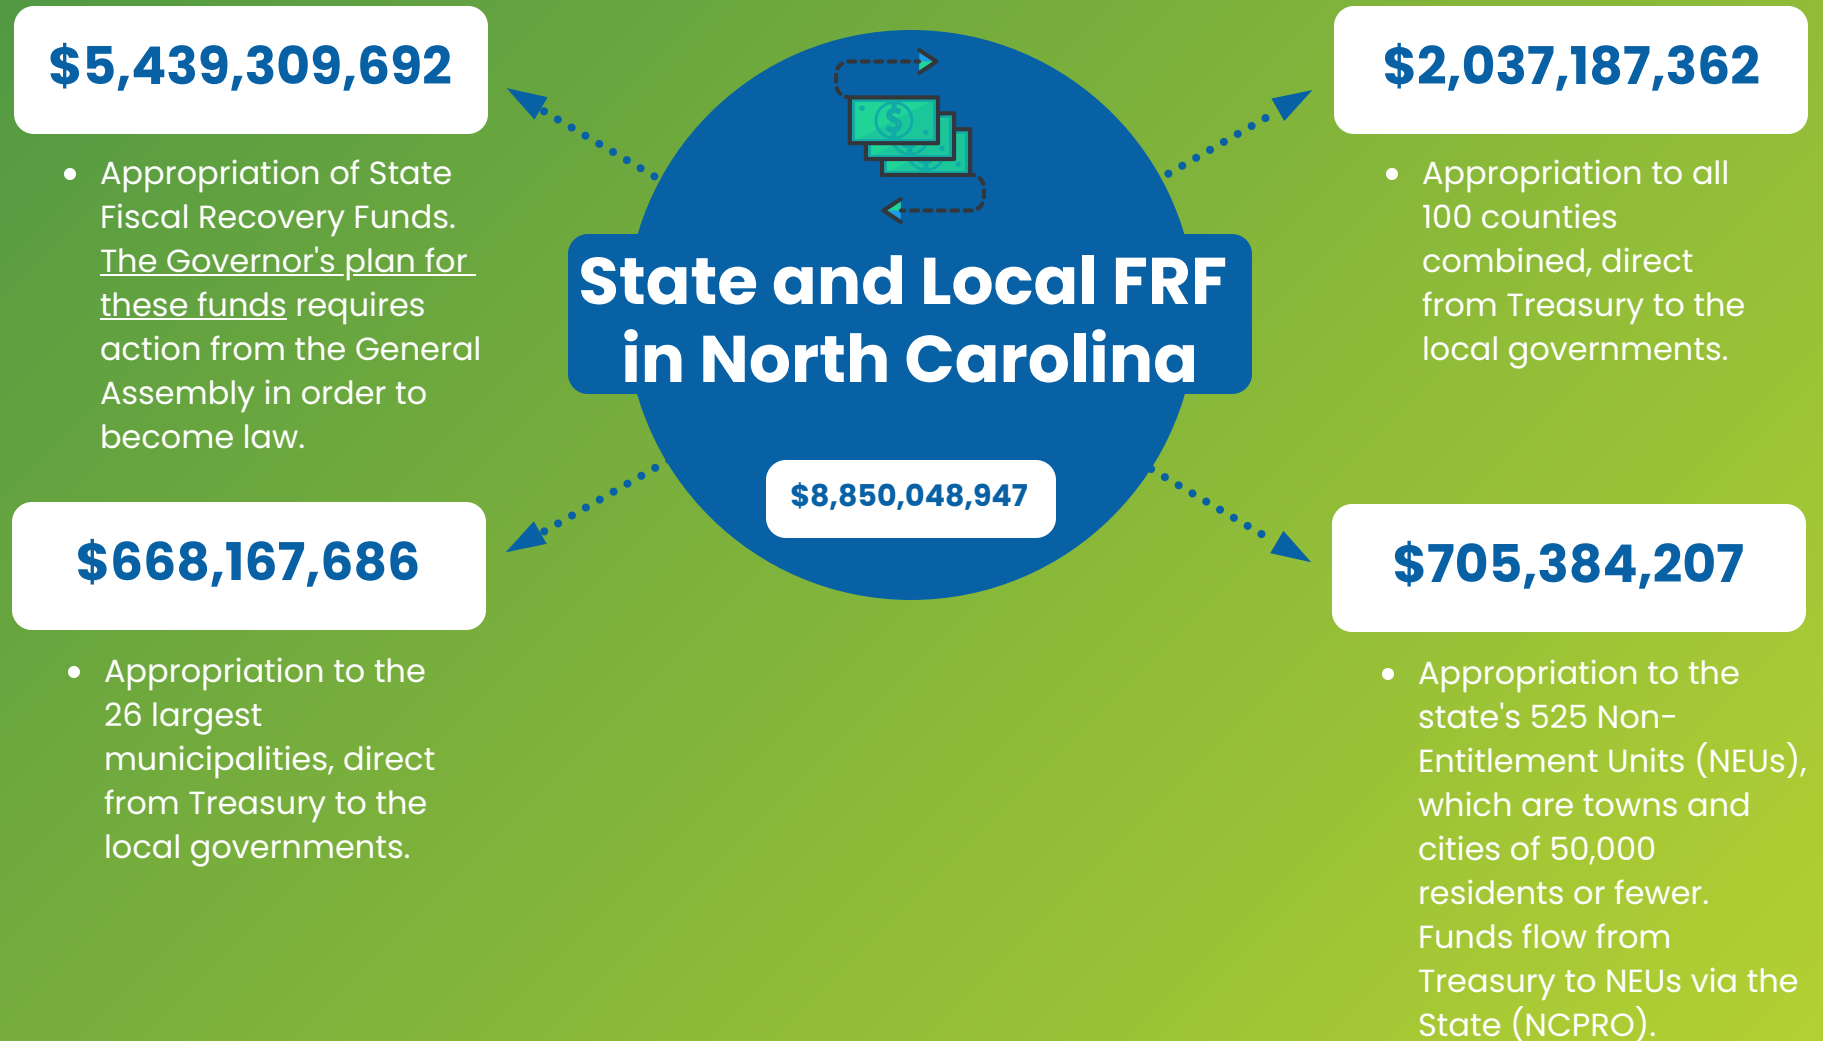 $5,439,309,692
• Appropriation of State
Fiscal Recovery Funds.
The Governor's plan for
these funds requires
action from the General
Assembly in order to
become law.
$668,167,686
• Appropriation to the
26 largest
municipalities, direct
from Treasury to the
local governments.
$
State and Local FRF
in North Carolina
$8,850,048,947
$2,037,187,362
• Appropriation to all
100 counties
combined, direct
from Treasury to the
local governments.
$705,384,207
• Appropriation to the
state's 525 Non-
Entitlement Units (NEUs),
which are towns and
cities of 50,000
residents or fewer.
Funds flow from
Treasury to NEUs via the
State (NCPRO).